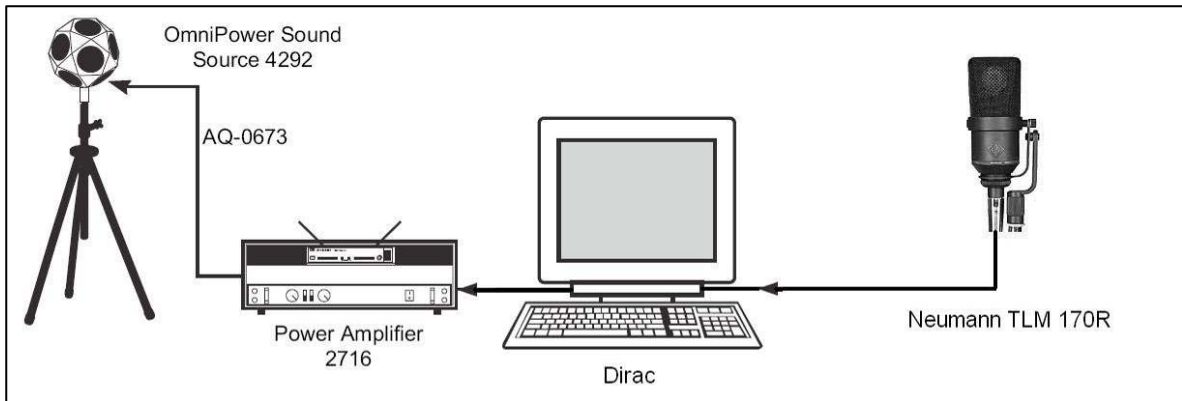 OmniPower Sound
Source 4292
AQ-0673
Power Amplifier
2716
Dirac
Neumann TLM 170R